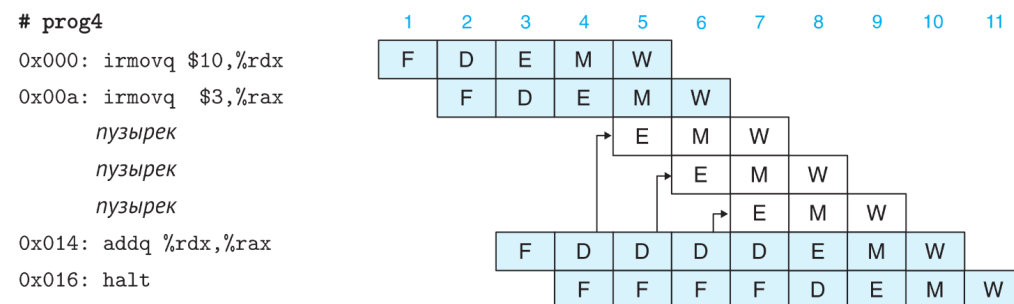 # prog4 1 2 3 4 5 6 7 8 9 10 11
0x000: irmovq $10,%rdx F D E M W
0x00a: irmovq $3,%rax F D E M W
пузырек E M W
пузырек E M W
пузырек E M W
0x014: addq %rdx,%rax F D D D D E M W
0x016: halt F F F F D E M W